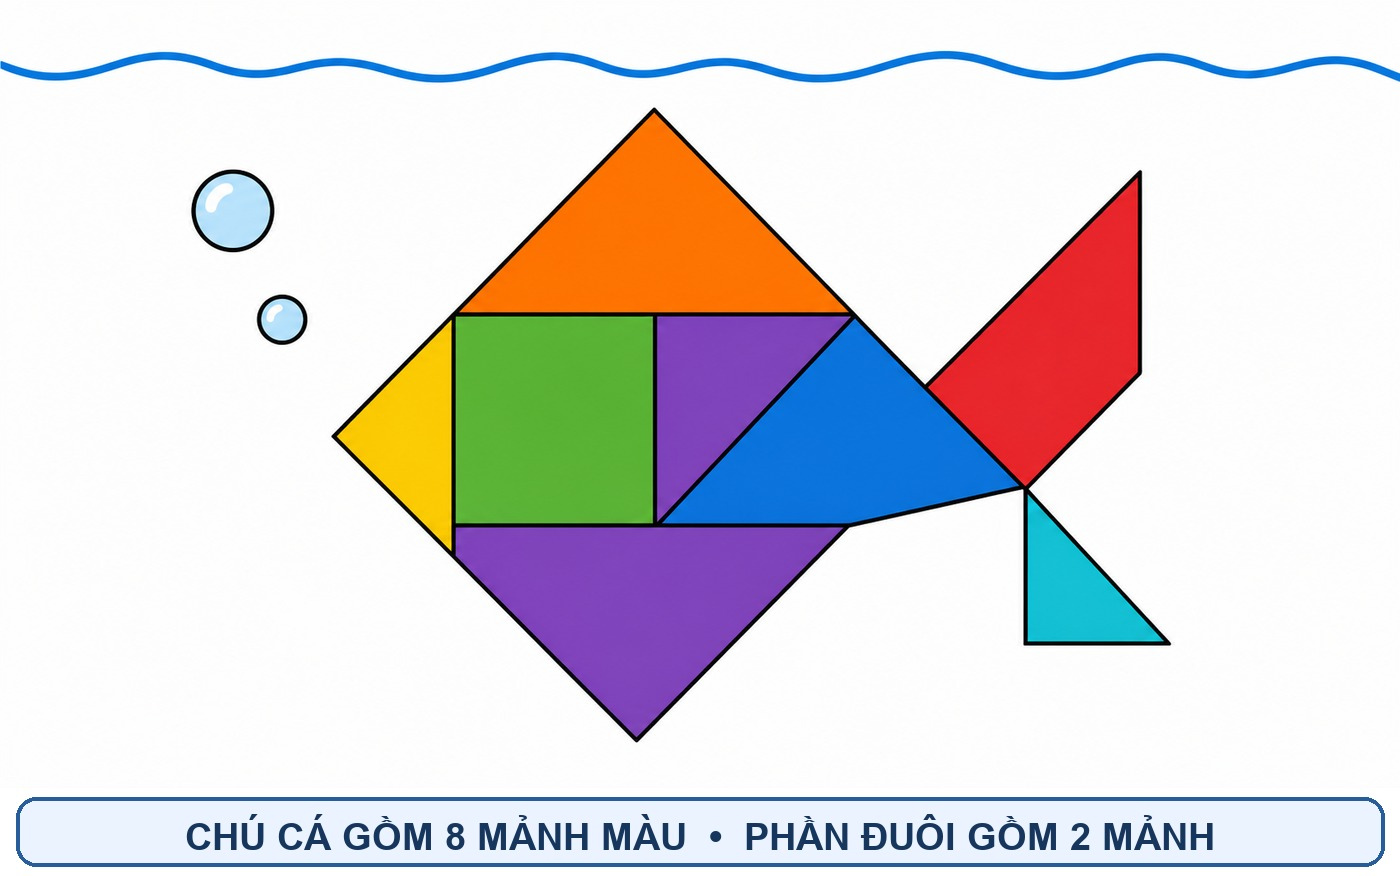 CHÚ CÁ GỒM 8 MẢNH MÀU • PHẦN ĐUÔI GỒM 2 MẢNH